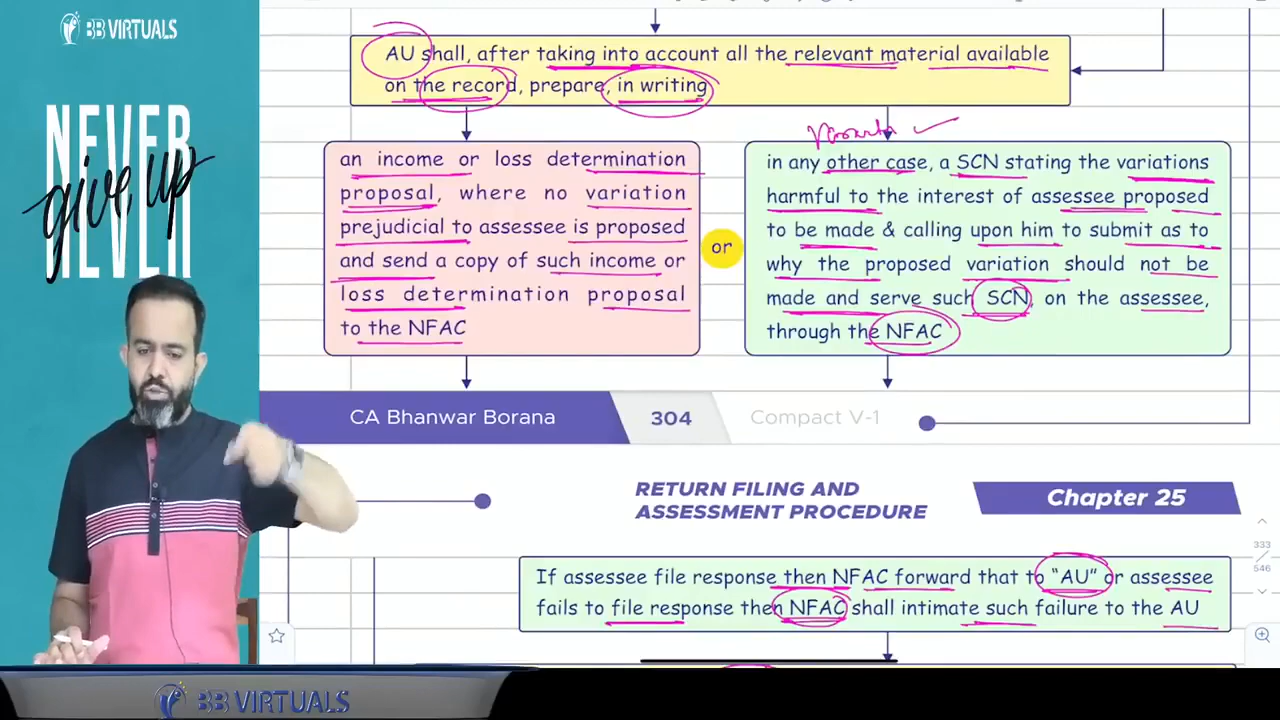 BB VIRTUALS
NEVER
give up
NEVER
AU shall, after taking into account all the relevant material available
on the record, prepare, in writing
an income or loss determination
proposal, where no variation
prejudicial to assessee is proposed
and send a copy of such income or
loss determination proposal
to the NFAC
or
in any other case, a SCN stating the variations
harmful to the interest of assessee proposed
to be made & calling upon him to submit as to
why the proposed variation should not be
made and serve such SCN, on the assessee,
through the NFAC
CA Bhanwar Borana
304
Compact V-1
RETURN FILING AND
ASSESSMENT PROCEDURE
Chapter 25
If assessee file response then NFAC forward that to "AU" or assessee
fails to file response then NFAC shall intimate such failure to the AU
333
546
BB VIRTUALS